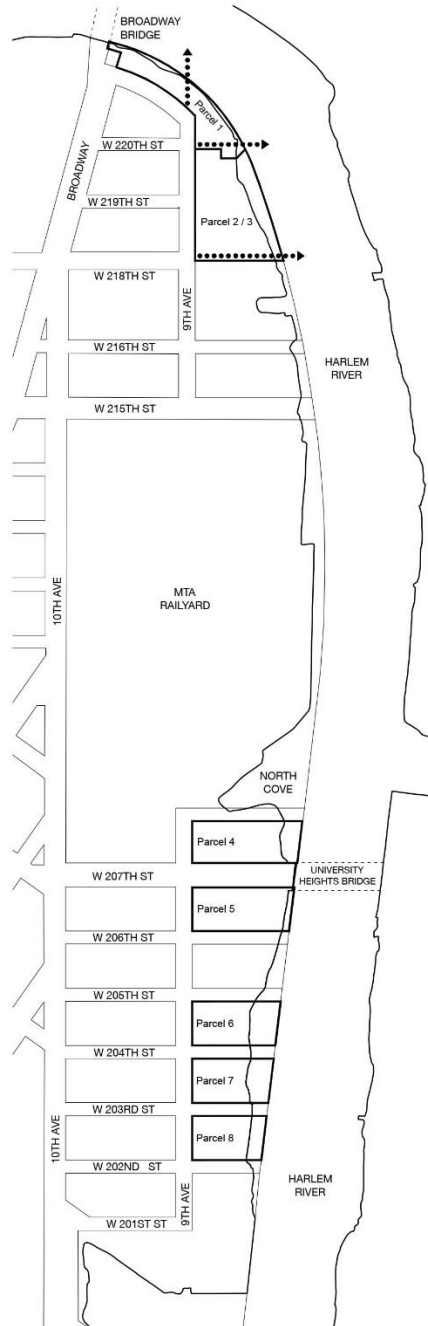 BROADWAY
BRIDGE
Parcel 1
W 220TH ST
BROADWAY
W 219TH ST
Parcel 2 / 3
W 218TH ST
9TH AVE
W 216TH ST
HARLEM
RIVER
W 215TH ST
10TH AVE
MTA
RAILYARD
NORTH
COVE
Parcel 4
W 207TH ST
UNIVERSITY
HEIGHTS BRIDGE
Parcel 5
W 206TH ST
W 205TH ST
Parcel 6
W 204TH ST
Parcel 7
W 203RD ST
10TH AVE
Parcel 8
W 202ND ST
9TH AVE
HARLEM
RIVER
W 201ST ST